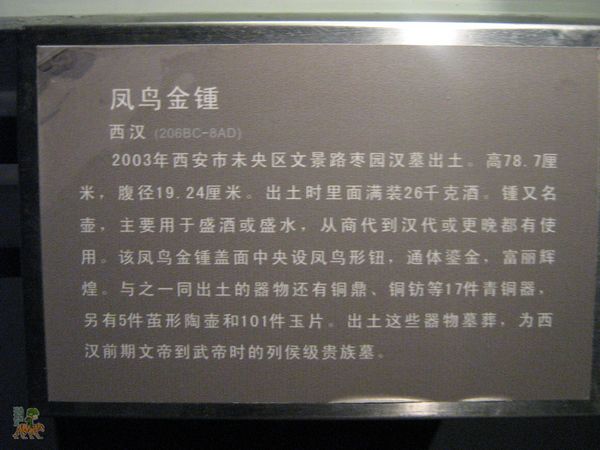 凤鸟金锺
西汉 (206BC-8AD)
2003年西安市未央区文景路枣园汉墓出土。高78.7厘
米，腹径19.24厘米。出土时里面满装26千克酒。锺又名
壶，主要用于盛酒或盛水，从商代到汉代或更晚都有使
用。该凤鸟金锺盖面中央设凤鸟形钮，通体鎏金，富丽辉
煌。与之一同出土的器物还有铜鼎、铜钫等17件青铜器，
另有5件茧形陶壶和101件玉片。出土这些器物墓葬，为西
汉前期文帝到武帝时的列侯级贵族墓。